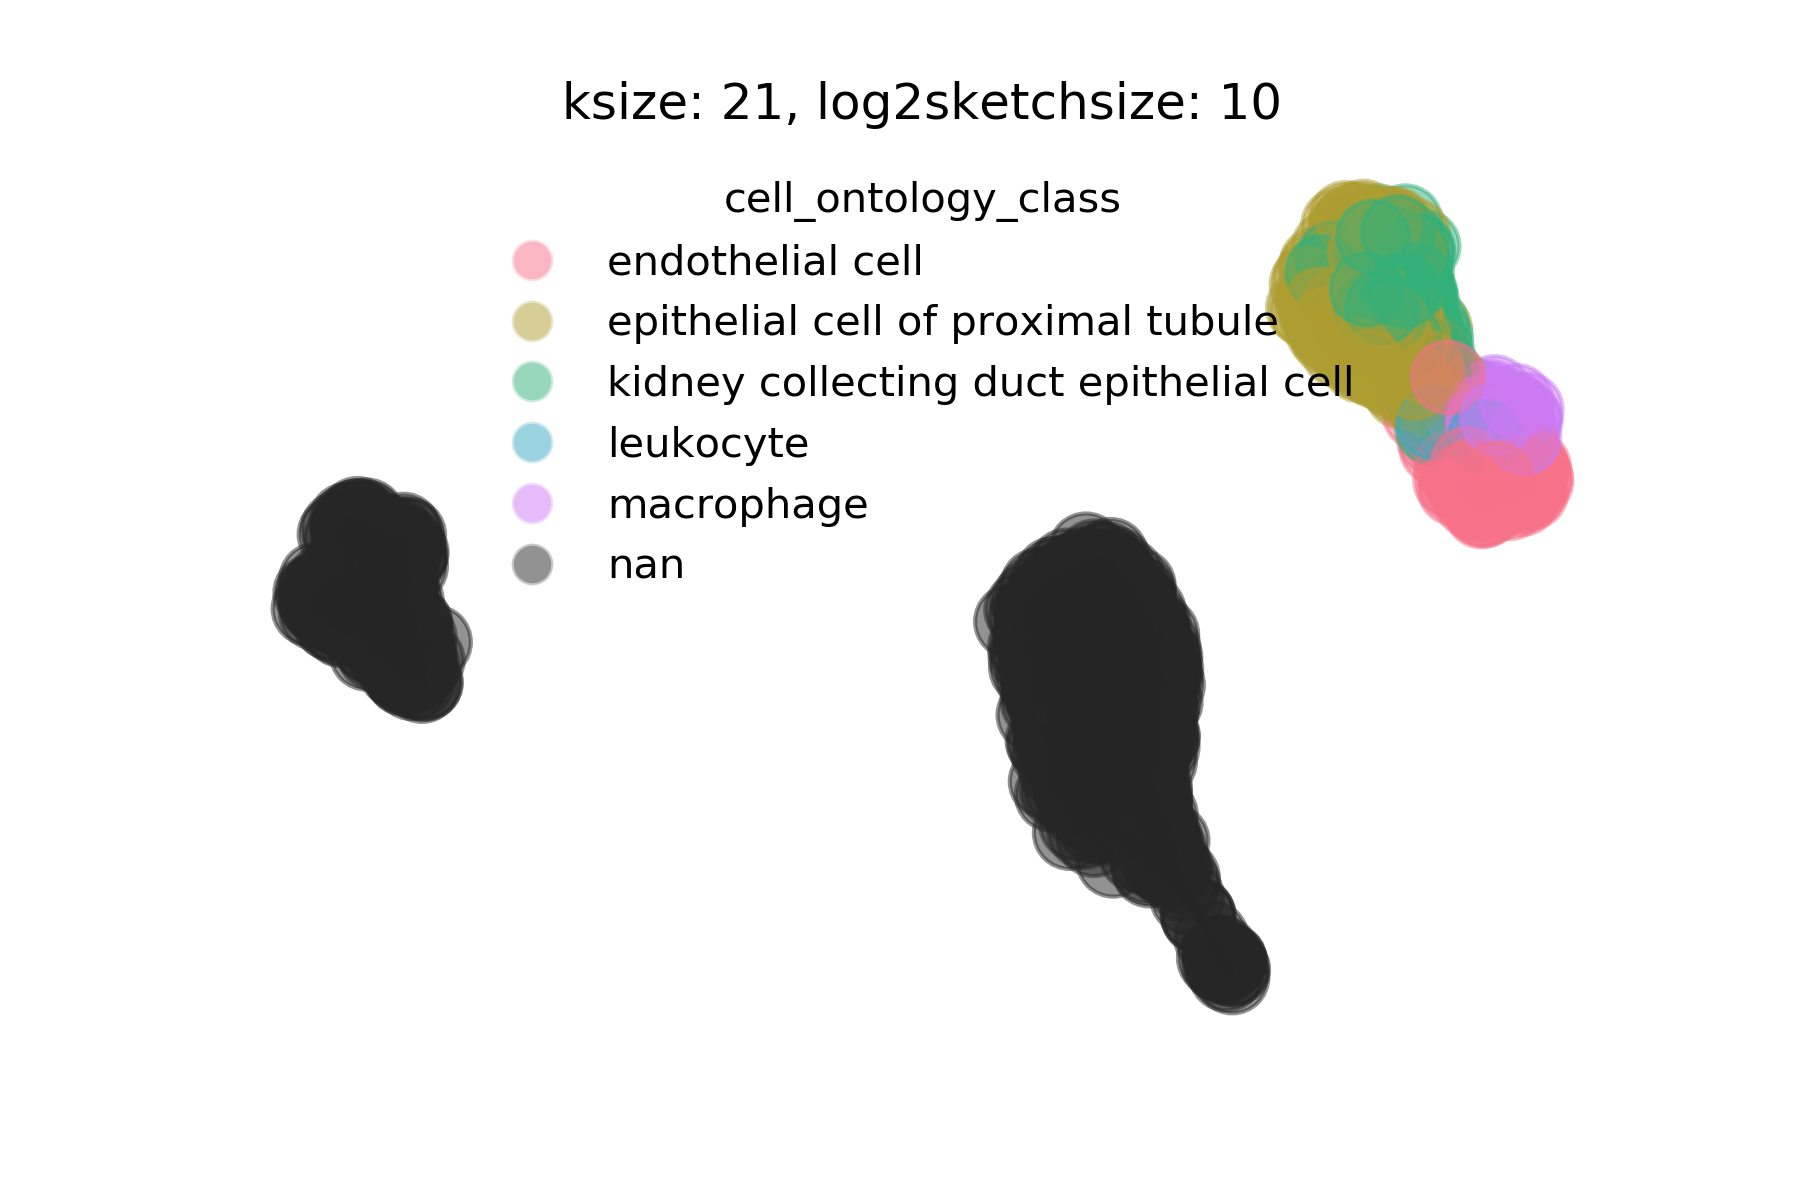 ksize: 21, log2sketchsize: 10
cell_ontology_class
endothelial cell
epithelial cell of proximal tubule
kidney collecting duct epithelial cell
leukocyte
macrophage
nan